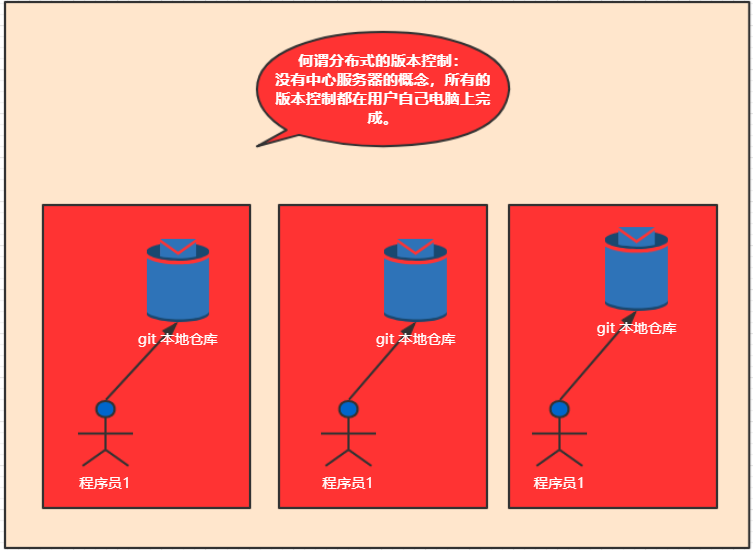 何谓分布式的版本控制：
没有中心服务器的概念，所有的
版本控制都在用户自己电脑上完
成。
git 本地仓库
git 本地仓库
git 本地仓库
程序员1
程序员1
程序员1